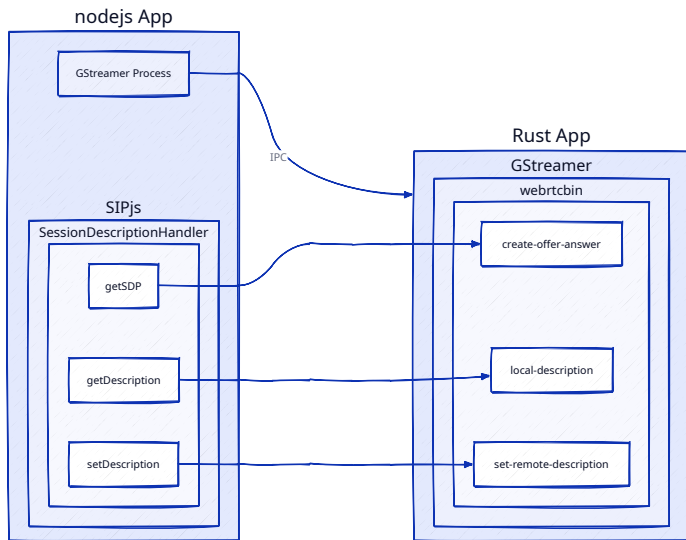 nodejs App
GStreamer Process
IPC
SIPjs
SessionDescriptionHandler
getSDP
getDescription
setDescription
Rust App
GStreamer
webrtcbin
create-offer-answer
local-description
set-remote-description